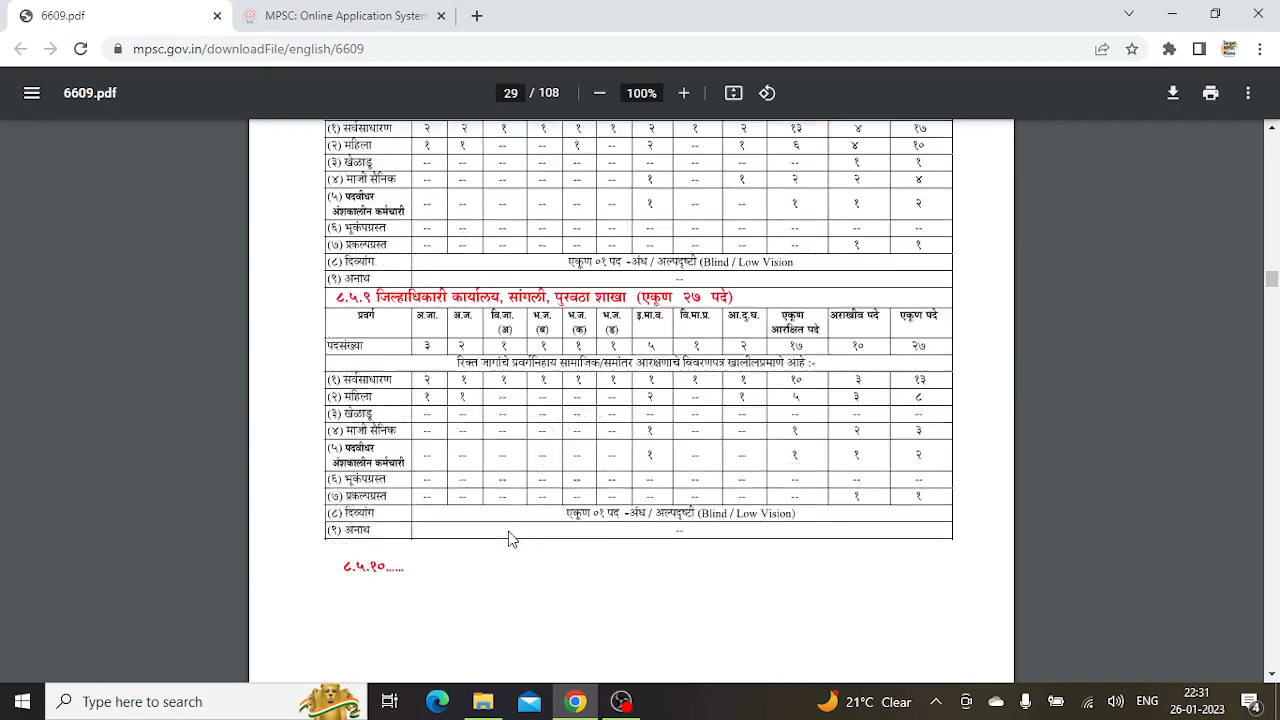 6609.pdf
MPSC: Online Application System
mpsc.gov.in/downloadFile/english/6609
6609.pdf 29 / 108 100%
(१) सर्वसाधारण २ २ १ १ १ १ २ १ २ १३ ४ १७
(२) महिला १ १ -- -- १ -- २ -- १ ६ ४ १०
(३) खेळाडू -- -- -- -- -- -- -- -- -- -- १ १
(४) माजी सैनिक -- -- -- -- -- -- १ -- १ २ २ ४
(५) पदवीधर
अंशकालीन कर्मचारी -- -- -- -- -- -- १ -- -- १ १ २
(६) भूकंपग्रस्त -- -- -- -- -- -- -- -- -- -- -- --
(७) प्रकल्पग्रस्त -- -- -- -- -- -- -- -- -- -- १ १
(८) दिव्यांग एकूण ०१ पद -अंध / अल्पदृष्टी (Blind / Low Vision
(९) अनाथ --
८.५.९ जिल्हाधिकारी कार्यालय, सांगली, पुरवठा शाखा (एकूण २७ पदे)
प्रवर्ग अ.जा. अ.ज. वि.जा. भ.ज. भ.ज. भ.ज. इ.मा.व. वि.मा.प्र. आ.दु.घ. एकूण अराखीव पदे एकूण पदे
(अ) (ब) (क) (ड) आरक्षित पदे
पदसंख्या ३ २ १ १ १ १ ५ १ २ १७ १० २७
रिक्त जागांचे प्रवर्गनिहाय सामाजिक/समांतर आरक्षणाचे विवरणपत्र खालीलप्रमाणे आहे :-
(१) सर्वसाधारण २ १ १ १ १ १ १ १ १ १० ३ १३
(२) महिला १ १ -- -- -- -- २ -- १ ५ ३ ८
(३) खेळाडू -- -- -- -- -- -- -- -- -- -- -- --
(४) माजी सैनिक -- -- -- -- -- -- १ -- -- १ २ ३
(५) पदवीधर
अंशकालीन कर्मचारी -- -- -- -- -- -- १ -- -- १ १ २
(६) भूकंपग्रस्त -- -- -- -- -- -- -- -- -- -- -- --
(७) प्रकल्पग्रस्त -- -- -- -- -- -- -- -- -- -- १ १
(८) दिव्यांग एकूण ०१ पद -अंध / अल्पदृष्टी (Blind / Low Vision)
(९) अनाथ --
८.५.१०......
Type here to search 21°C Clear ENG 22:31
26-01-2023 4